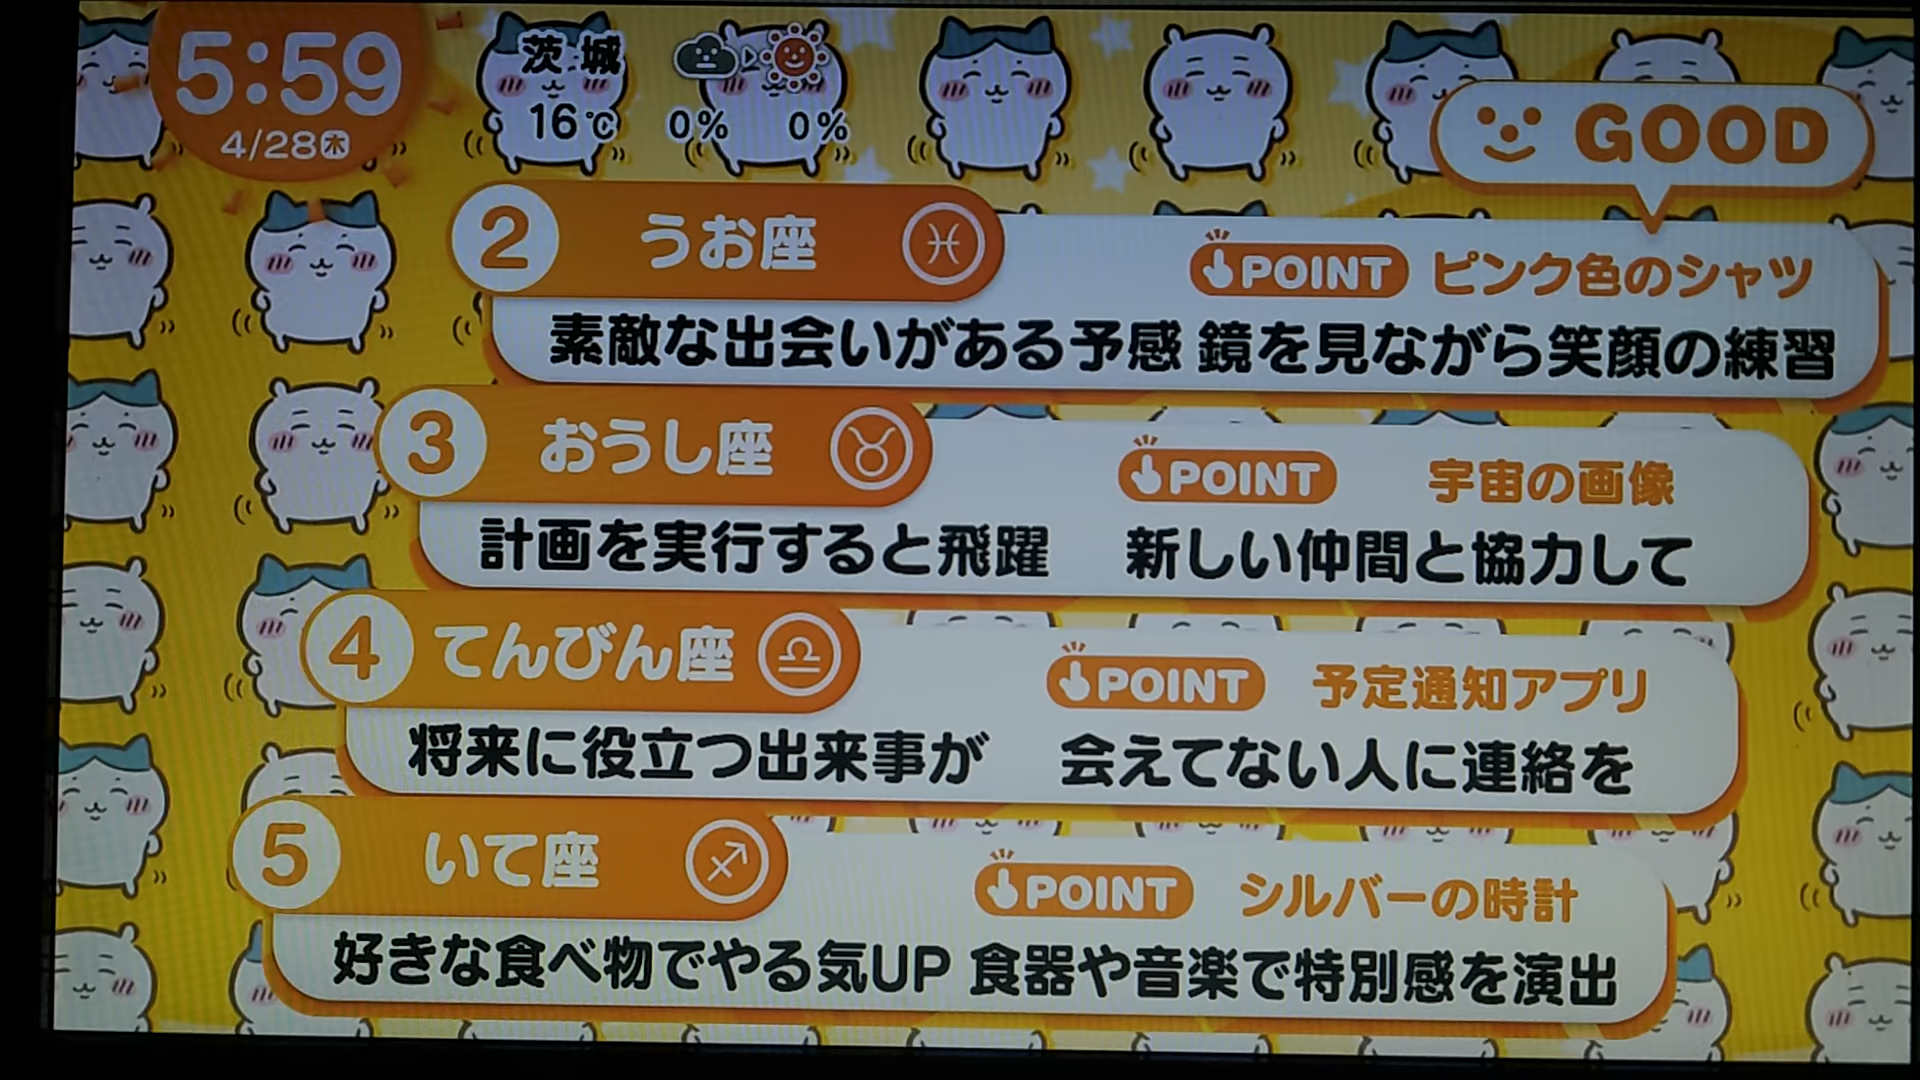 5:59
4/28㊍
茨城
16℃ 0% 0%
GOOD
2 うお座 POINT ピンク色のシャツ
素敵な出会いがある予感 鏡を見ながら笑顔の練習
3 おうし座 POINT 宇宙の画像
計画を実行すると飛躍 新しい仲間と協力して
4 てんびん座 POINT 予定通知アプリ
将来に役立つ出来事が 会えてない人に連絡を
5 いて座 POINT シルバーの時計
好きな食べ物でやる気UP 食器や音楽で特別感を演出